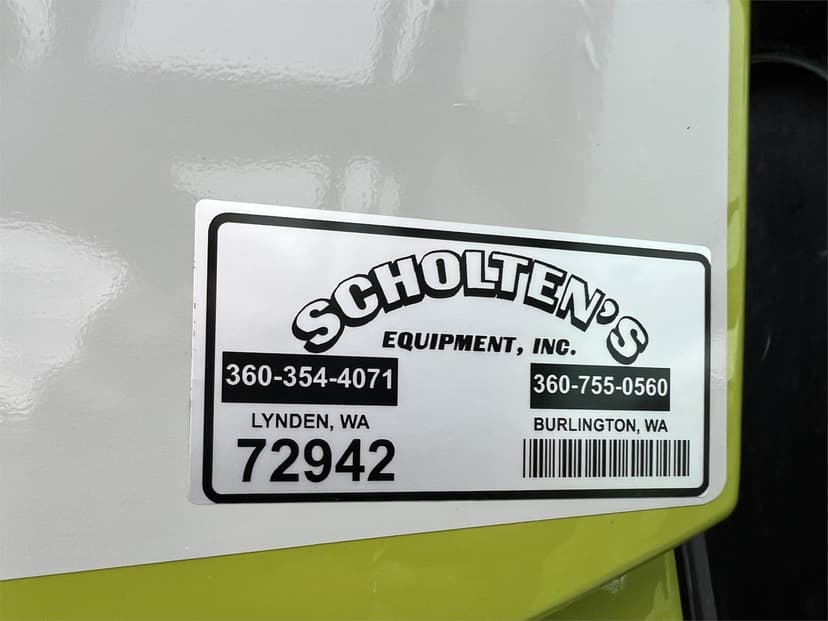 SCHOLTEN'S
EQUIPMENT, INC.
360-354-4071 360-755-0560
LYNDEN, WA BURLINGTON, WA
72942